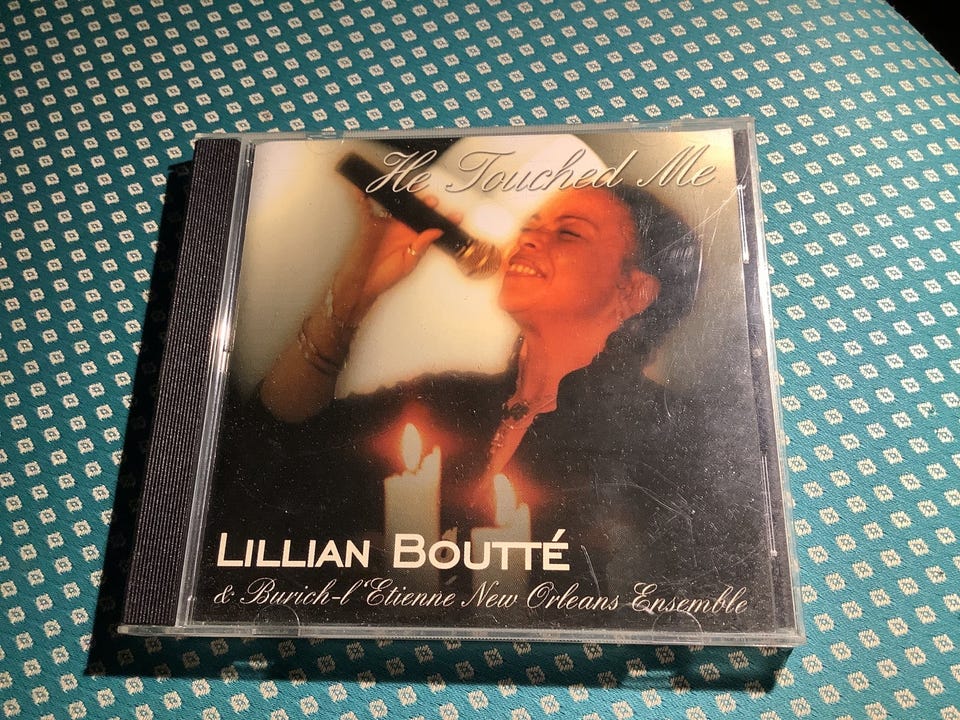 He Touched Me
LILLIAN BOUTTÉ
& Burich-l'Etienne New Orleans Ensemble